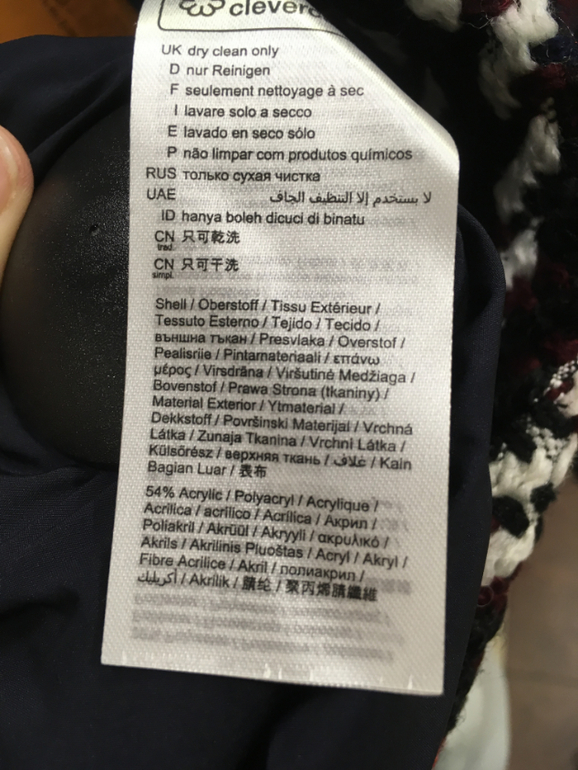 clever
UK dry clean only
D nur Reinigen
F seulement nettoyage à sec
I lavare solo a secco
E lavado en seco sólo
P não limpar com produtos químicos
RUS только сухая чистка
UAE لا يستخدم إلا التنظيف الجاف
ID hanya boleh dicuci di binatu
CN trad. 只可乾洗
CN simpl. 只可干洗
Shell / Oberstoff / Tissu Extérieur /
Tessuto Esterno / Tejido / Tecido /
външна тъкан / Presvlaka / Overstof /
Pealisriie / Pintamateriaali / επάνω
μέρος / Virsdrāna / Viršutinė Medžiaga /
Bovenstof / Prawa Strona (tkaniny) /
Material Exterior / Ytmaterial /
Dekkstoff / Površinski Materijal / Vrchná
Látka / Zunaja Tkanina / Vrchní Látka /
Külsőrész / верхняя ткань / غلاف / Kain
Bagian Luar / 表布
54% Acrylic / Polyacryl / Acrylique /
Acrilica / acrílico / Acrílica / Акрил /
Poliakril / Akrüül / Akryyli / ακρυλικό /
Akrils / Akrilinis Pluoštas / Acryl / Akryl /
Fibre Acrilice / Akril / полиакрил /
أكريليك / Akrilik / 腈纶 / 聚丙烯腈纖維